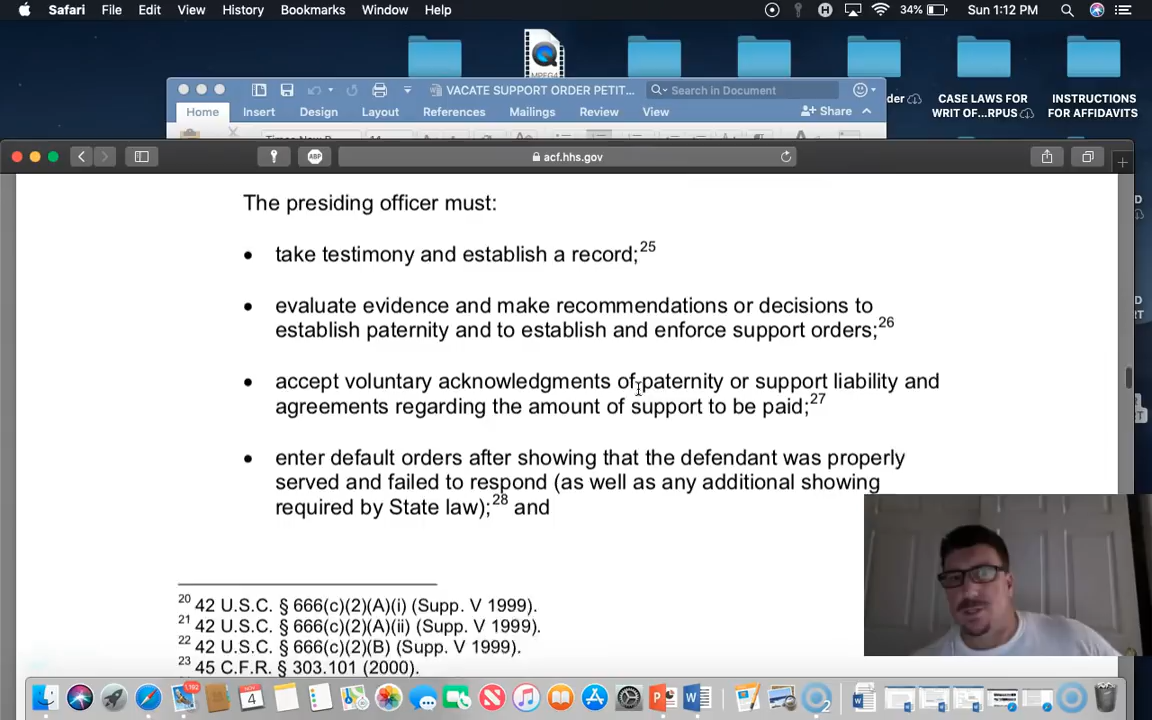 Safari File Edit View History Bookmarks Window Help 34% Sun 1:12 PM
MPEG4
VACATE SUPPORT ORDER PETIT... Search in Document
Home Insert Design Layout References Mailings Review View Share
der
CASE LAWS FOR
WRIT OF...RPUS
INSTRUCTIONS
FOR AFFIDAVITS
ABP acf.hhs.gov
The presiding officer must:
• take testimony and establish a record;25
• evaluate evidence and make recommendations or decisions to
establish paternity and to establish and enforce support orders;26
• accept voluntary acknowledgments of paternity or support liability and
agreements regarding the amount of support to be paid;27
• enter default orders after showing that the defendant was properly
served and failed to respond (as well as any additional showing
required by State law);28 and
20 42 U.S.C. § 666(c)(2)(A)(i) (Supp. V 1999).
21 42 U.S.C. § 666(c)(2)(A)(ii) (Supp. V 1999).
22 42 U.S.C. § 666(c)(2)(B) (Supp. V 1999).
23 45 C.F.R. § 303.101 (2000).